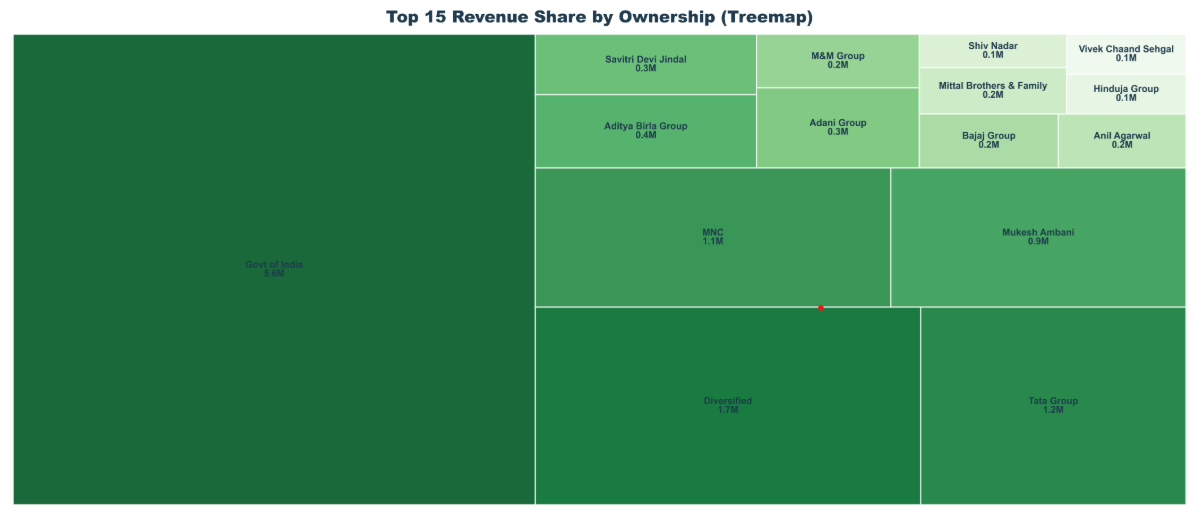 Top 15 Revenue Share by Ownership (Treemap)
Govt of India
5.6M
Savitri Devi Jindal
0.3M
M&M Group
0.2M
Shiv Nadar
0.1M
Vivek Chaand Sehgal
0.1M
Mittal Brothers & Family
0.2M
Hinduja Group
0.1M
Aditya Birla Group
0.4M
Adani Group
0.3M
Bajaj Group
0.2M
Anil Agarwal
0.2M
MNC
1.1M
Mukesh Ambani
0.9M
Diversified
1.7M
Tata Group
1.2M